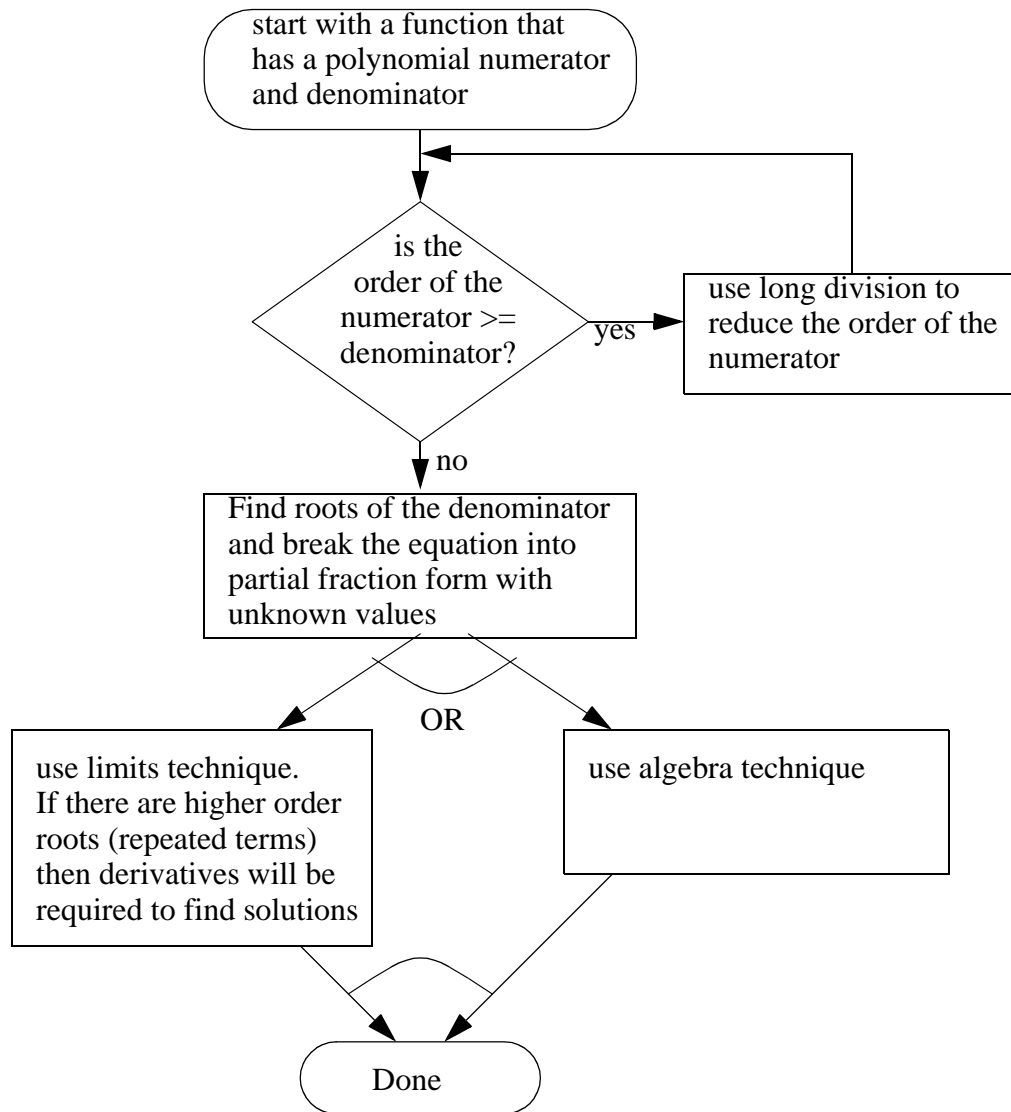 start with a function that
has a polynomial numerator
and denominator
is the
order of the
numerator >=
denominator?
yes
use long division to
reduce the order of the
numerator
no
Find roots of the denominator
and break the equation into
partial fraction form with
unknown values
OR
use limits technique.
If there are higher order
roots (repeated terms)
then derivatives will be
required to find solutions
use algebra technique
Done